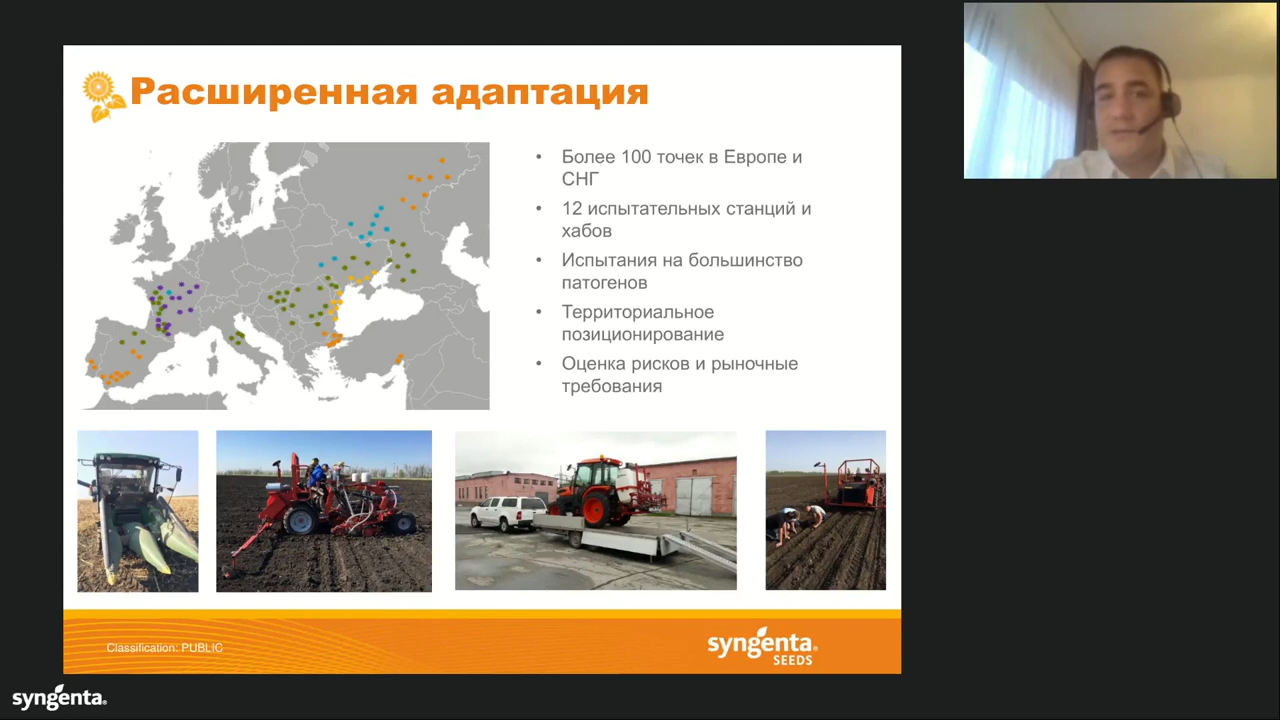 Расширенная адаптация
• Более 100 точек в Европе и
СНГ
• 12 испытательных станций и
хабов
• Испытания на большинство
патогенов
• Территориальное
позиционирование
• Оценка рисков и рыночные
требования
Classification: PUBLIC
syngenta.
SEEDS
syngenta.